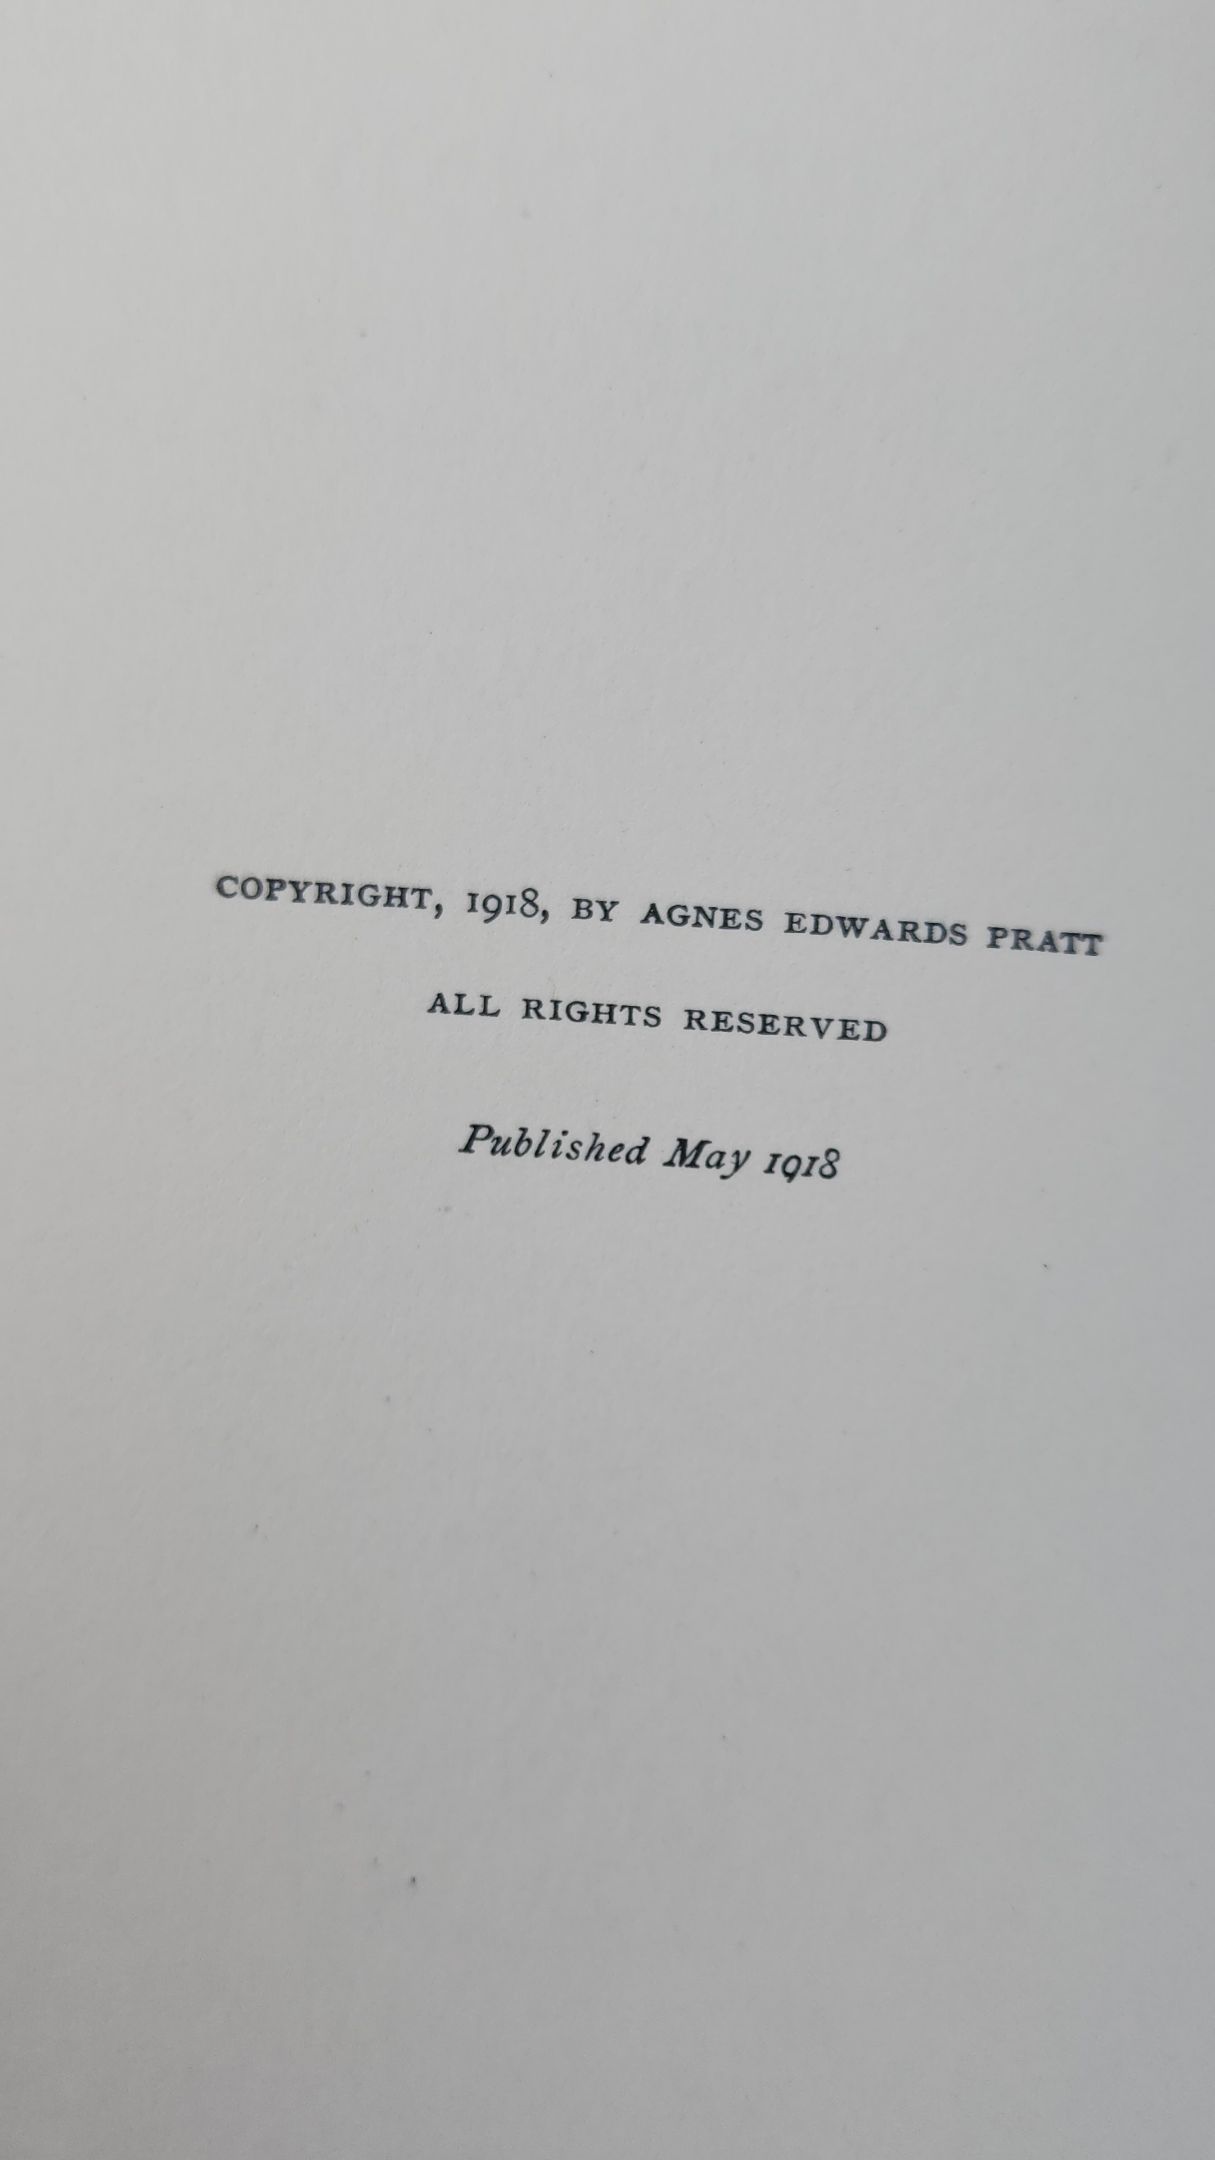 COPYRIGHT, 1918, BY AGNES EDWARDS PRATT
ALL RIGHTS RESERVED
Published May 1918